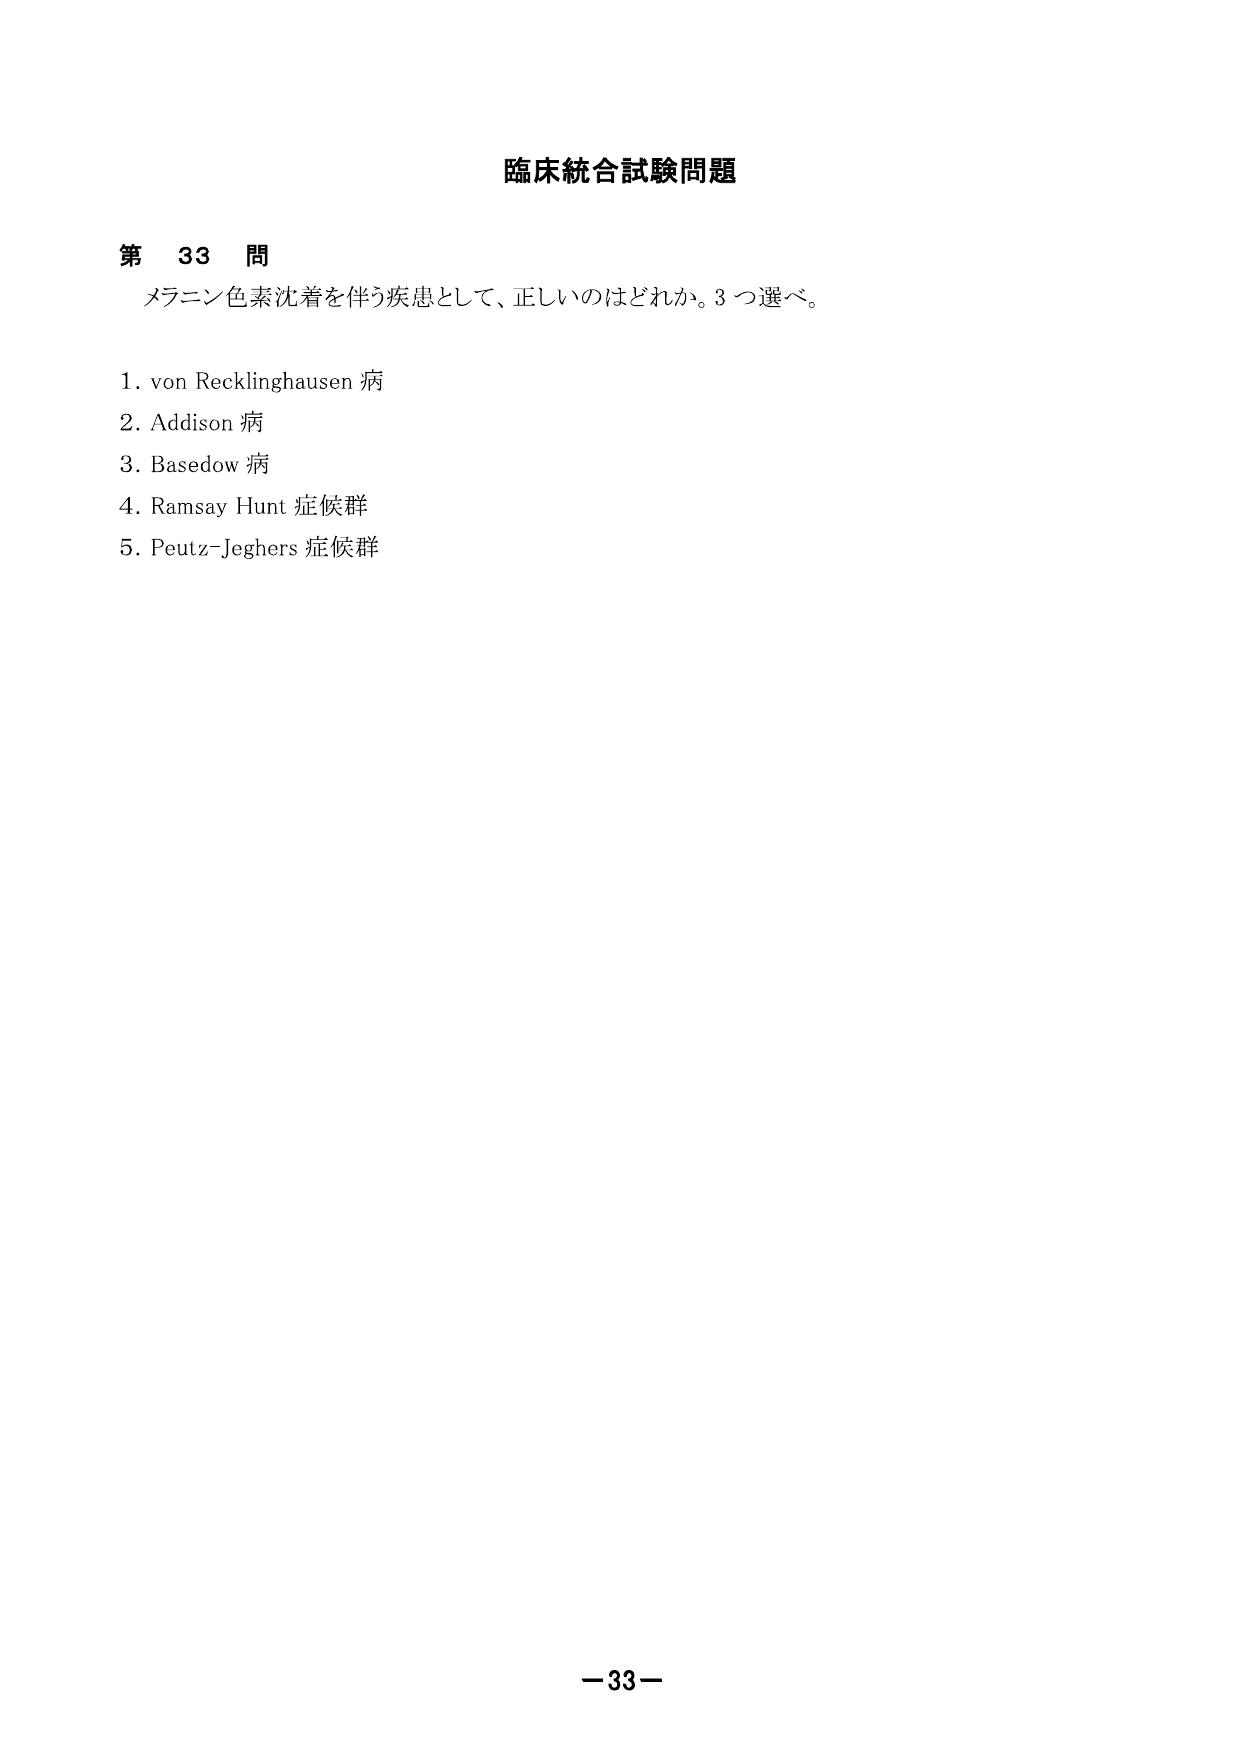 臨床統合試験問題
第 33 問
メラニン色素沈着を伴う疾患として、正しいのはどれか。3つ選べ。
1. von Recklinghausen 病
2. Addison 病
3. Basedow 病
4. Ramsay Hunt 症候群
5. Peutz-Jeghers 症候群
－33－